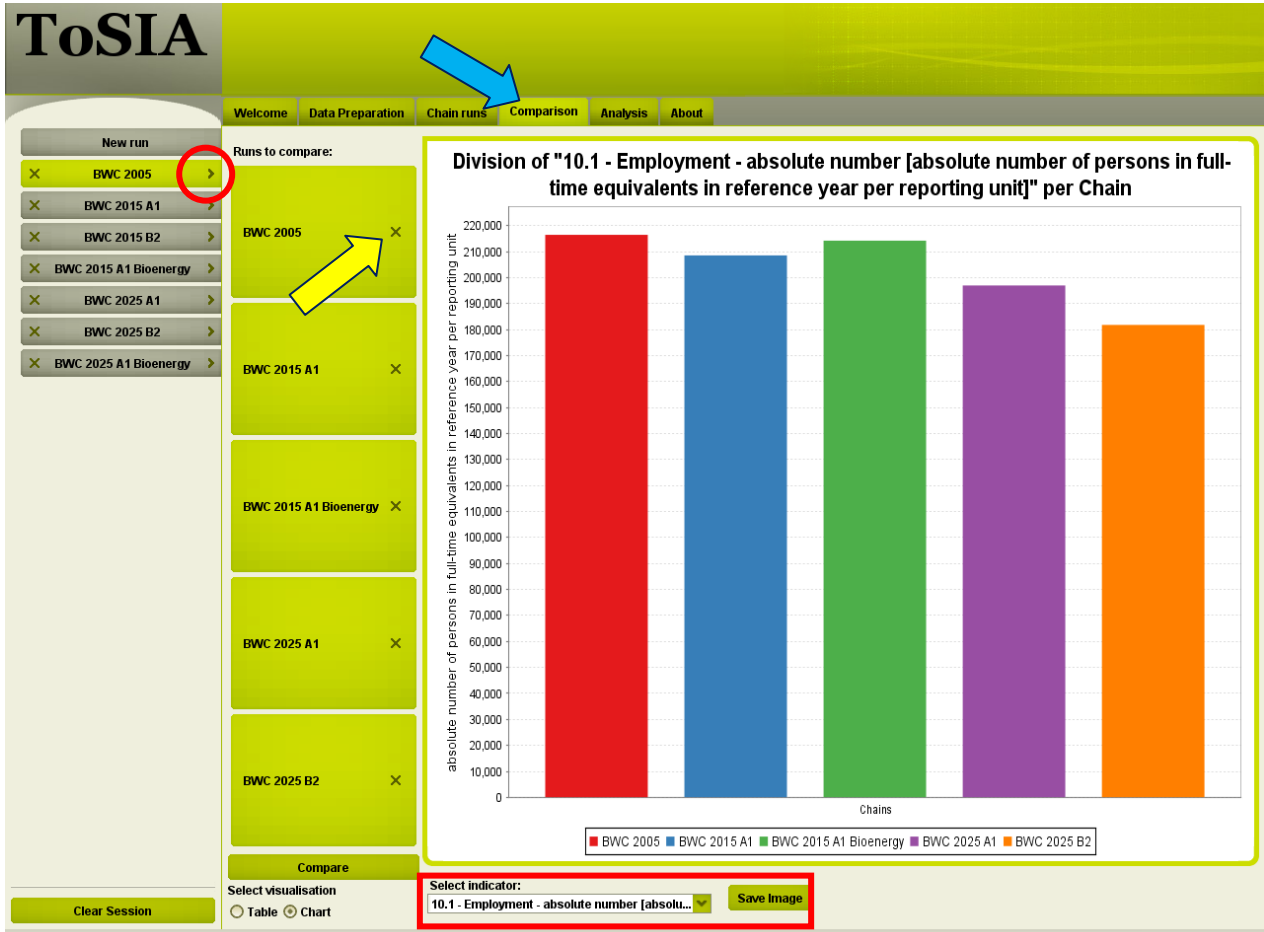 ToSIA
Welcome Data Preparation Chain runs Comparison Analysis About
New run
BWC 2005
BWC 2015 A1
BWC 2015 B2
BWC 2015 A1 Bioenergy
BWC 2025 A1
BWC 2025 B2
BWC 2025 A1 Bioenergy
Clear Session
Runs to compare:
BWC 2005
BWC 2015 A1
BWC 2015 A1 Bioenergy
BWC 2025 A1
BWC 2025 B2
Compare
Select visualisation
Table Chart
Division of "10.1 - Employment - absolute number [absolute number of persons in full-
time equivalents in reference year per reporting unit]" per Chain
absolute number of persons in full-time equivalents in reference year per reporting unit
220,000
210,000
200,000
190,000
180,000
170,000
160,000
150,000
140,000
130,000
120,000
110,000
100,000
90,000
80,000
70,000
60,000
50,000
40,000
30,000
20,000
10,000
0
Chains
BWC 2005 BWC 2015 A1 BWC 2015 A1 Bioenergy BWC 2025 A1 BWC 2025 B2
Select indicator:
10.1 - Employment - absolute number [absolu...
Save Image